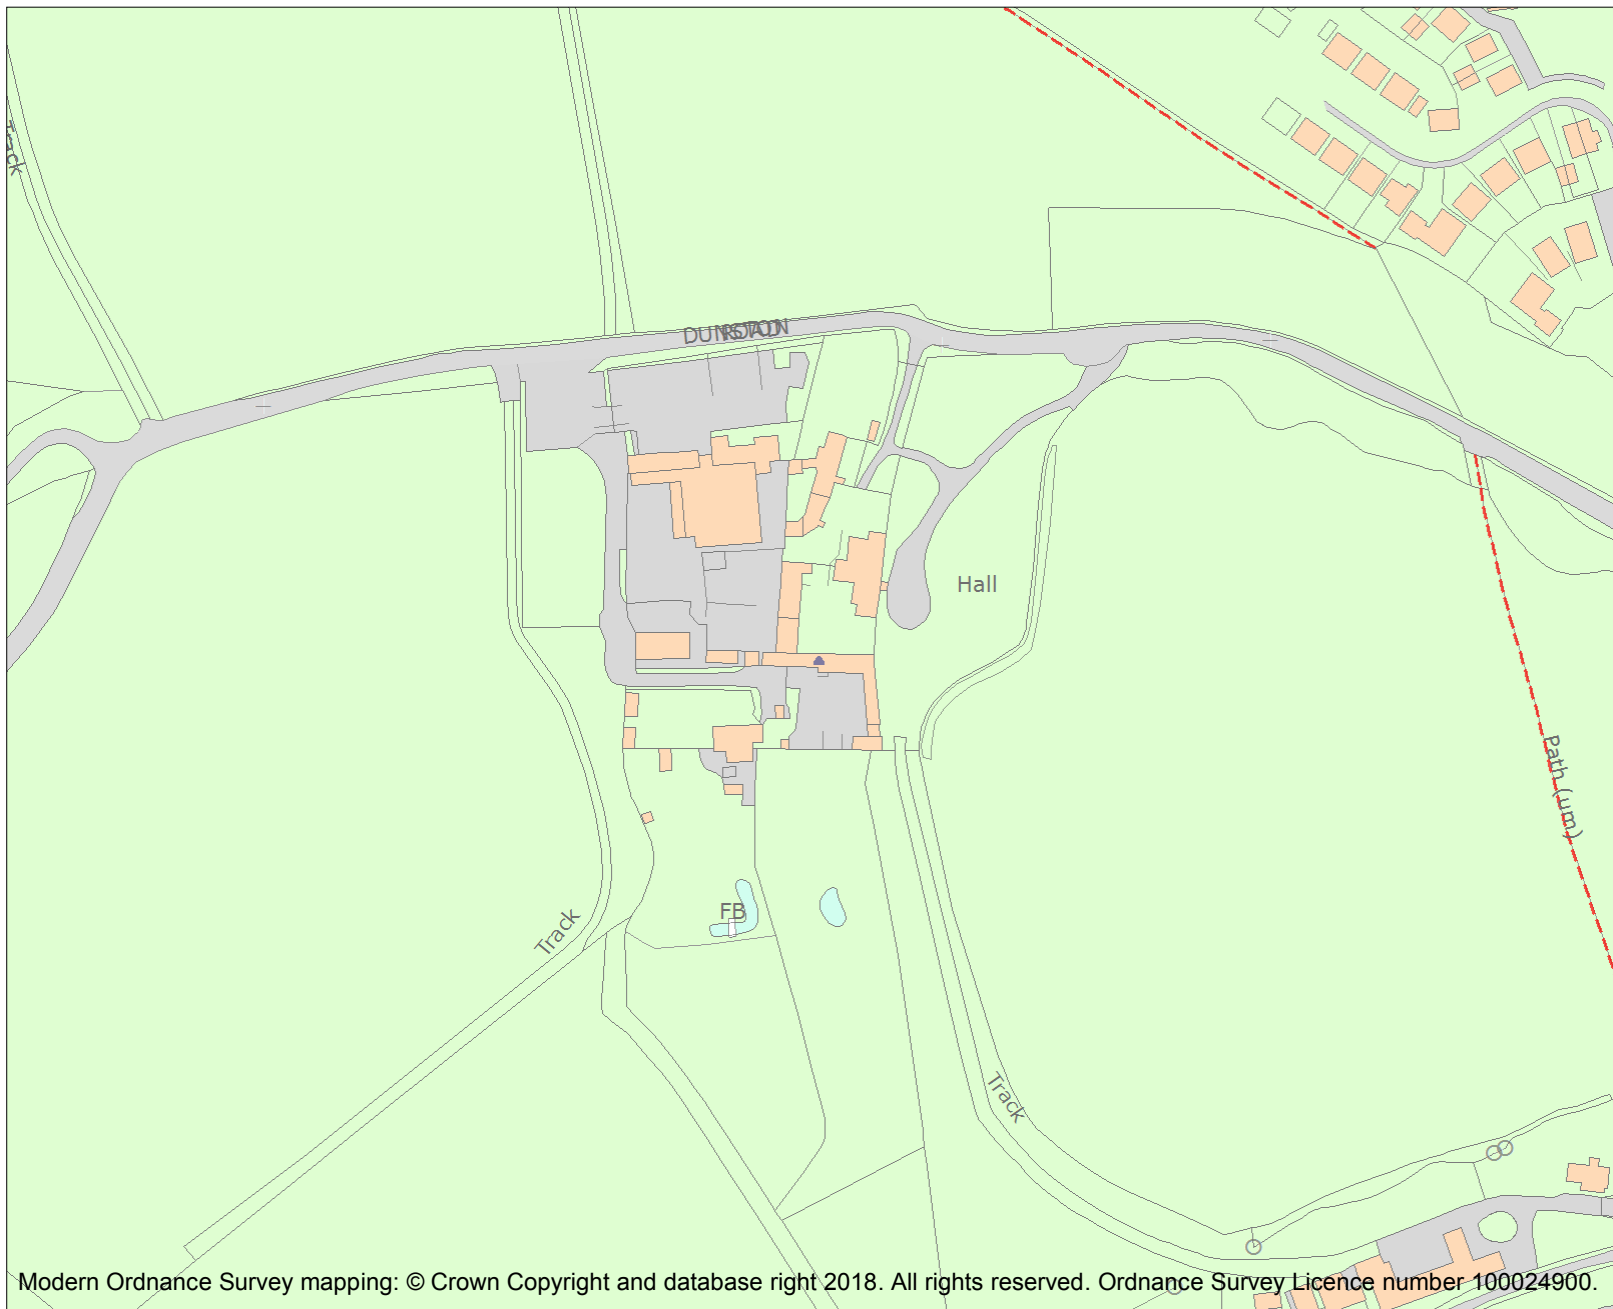 Track
DUNSTON
ROAD
Hall
Path (um)
FB
Track
Track
Modern Ordnance Survey mapping: © Crown Copyright and database right 2018. All rights reserved. Ordnance Survey Licence number 100024900.